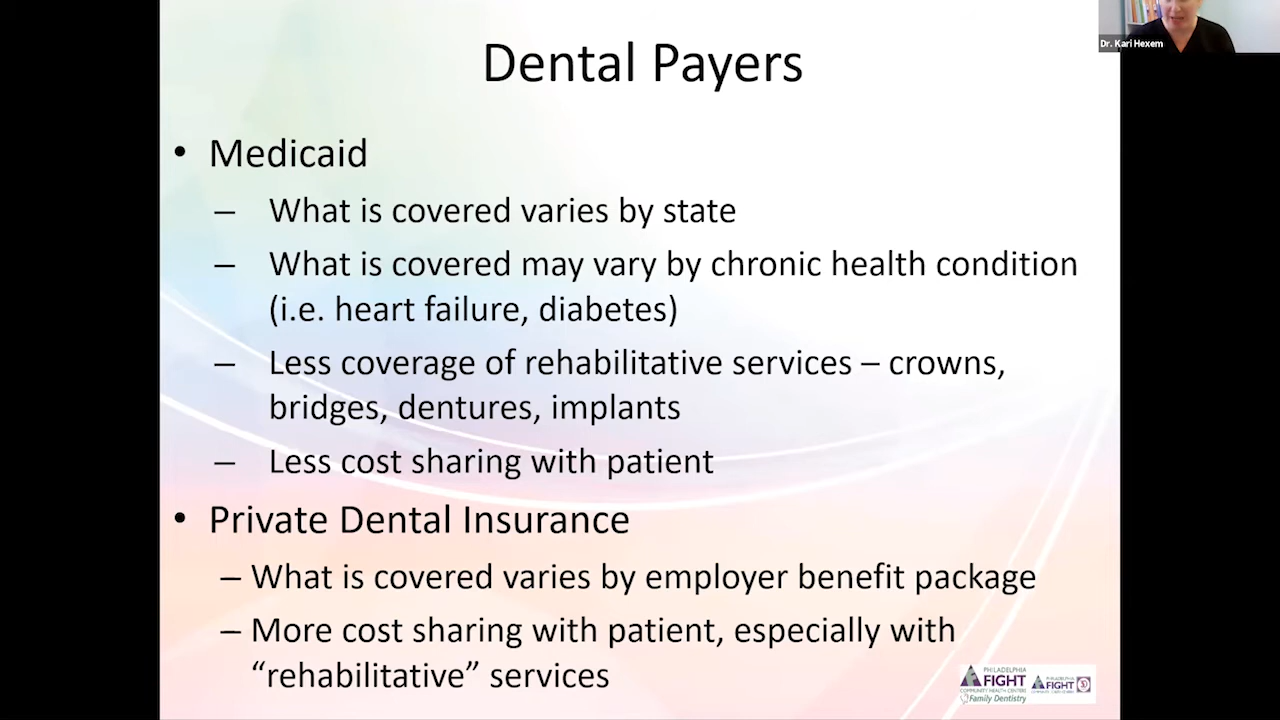 Dental Payers
Dr. Kari Hexem
• Medicaid
– What is covered varies by state
– What is covered may vary by chronic health condition
(i.e. heart failure, diabetes)
– Less coverage of rehabilitative services – crowns,
bridges, dentures, implants
– Less cost sharing with patient
• Private Dental Insurance
– What is covered varies by employer benefit package
– More cost sharing with patient, especially with
“rehabilitative” services
PHILADELPHIA
FIGHT
COMMUNITY HEALTH CENTERS
Family Dentistry
PHILADELPHIA
FIGHT